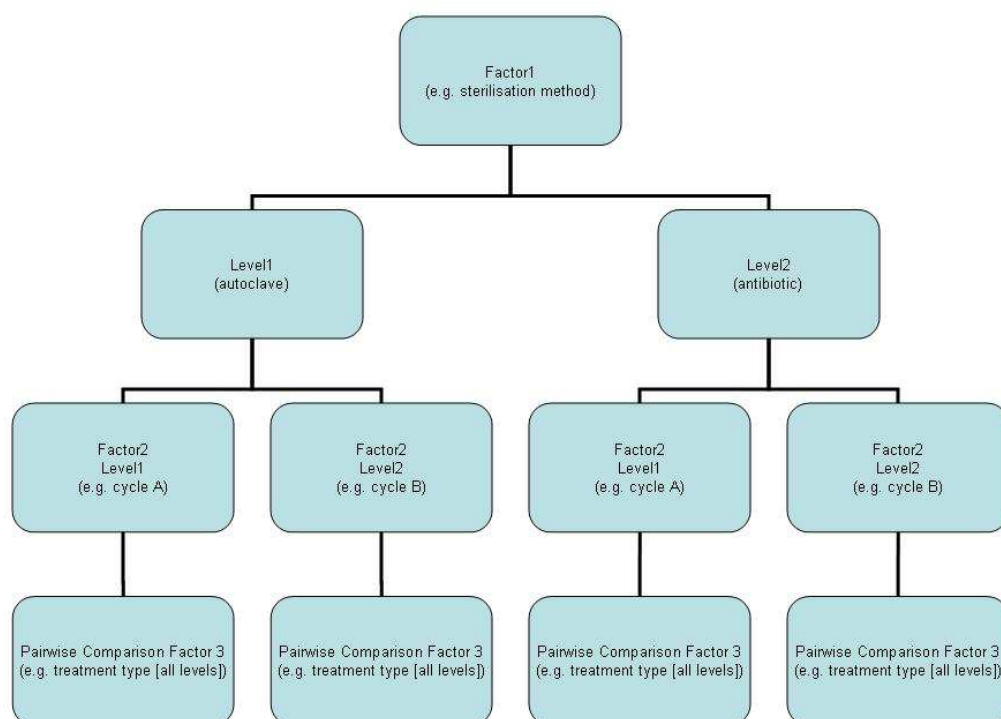 Factor1
(e.g. sterilisation method)
Level1
(autoclave)
Level2
(antibiotic)
Factor2
Level1
(e.g. cycle A)
Factor2
Level2
(e.g. cycle B)
Factor2
Level1
(e.g. cycle A)
Factor2
Level2
(e.g. cycle B)
Pairwise Comparison Factor 3
(e.g. treatment type [all levels])
Pairwise Comparison Factor 3
(e.g. treatment type [all levels])
Pairwise Comparison Factor 3
(e.g. treatment type [all levels])
Pairwise Comparison Factor 3
(e.g. treatment type [all levels])